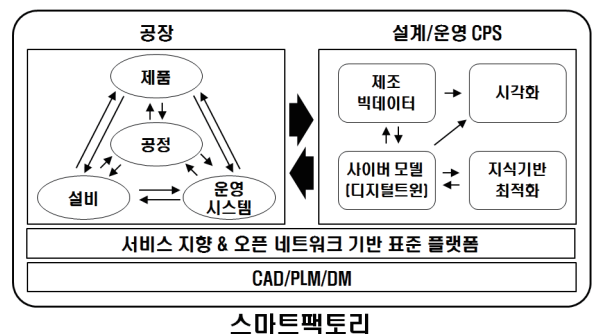 공장
제품
공정
설비
운영
시스템
설계/운영 CPS
제조
빅데이터
시각화
사이버 모델
(디지털트윈)
지식기반
최적화
서비스 지향 & 오픈 네트워크 기반 표준 플랫폼
CAD/PLM/DM
스마트팩토리